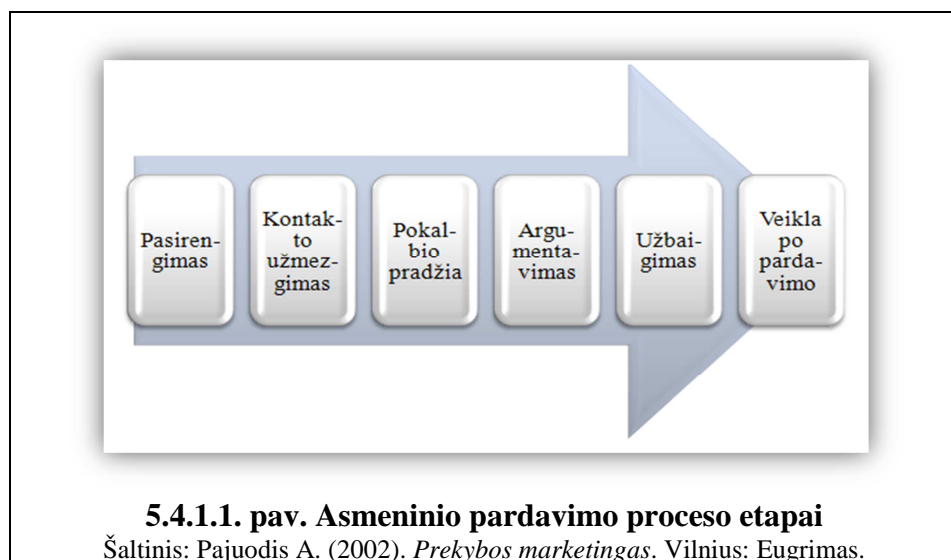 Pasiren-
gimas
Kontak-
to
užmez-
gimas
Pokal-
bio
pradžia
Argu-
menta-
vimas
Užbai-
gimas
Veikla
po
parda-
vimo
5.4.1.1. pav. Asmeninio pardavimo proceso etapai
Šaltinis: Pajuodis A. (2002). Prekybos marketingas. Vilnius: Eugrimas.